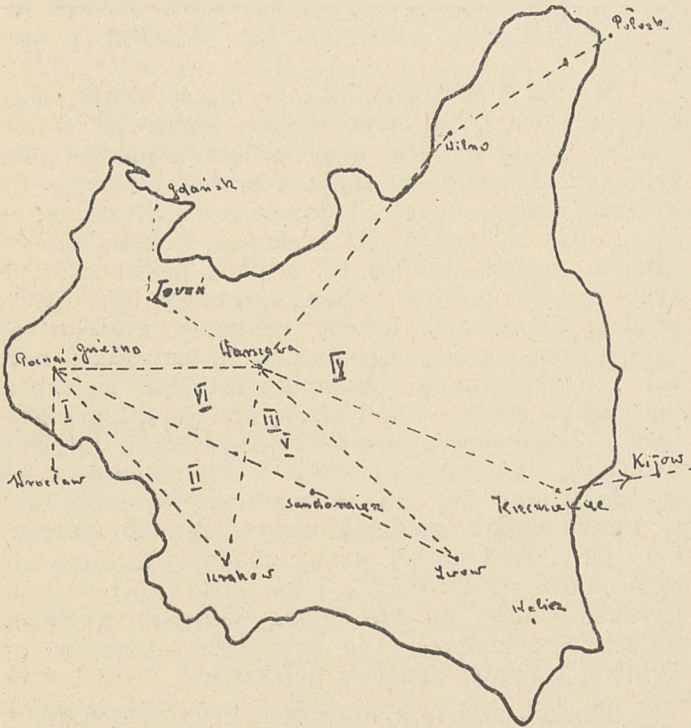 Połock
Wilno
Gdańsk
Toruń
Poznań
Gniezno
Warszawa
IV
VI
I
III
V
Kijów
Wrocław
II
Sandomierz
Krzemieniec
Kraków
Lwów
Halicz